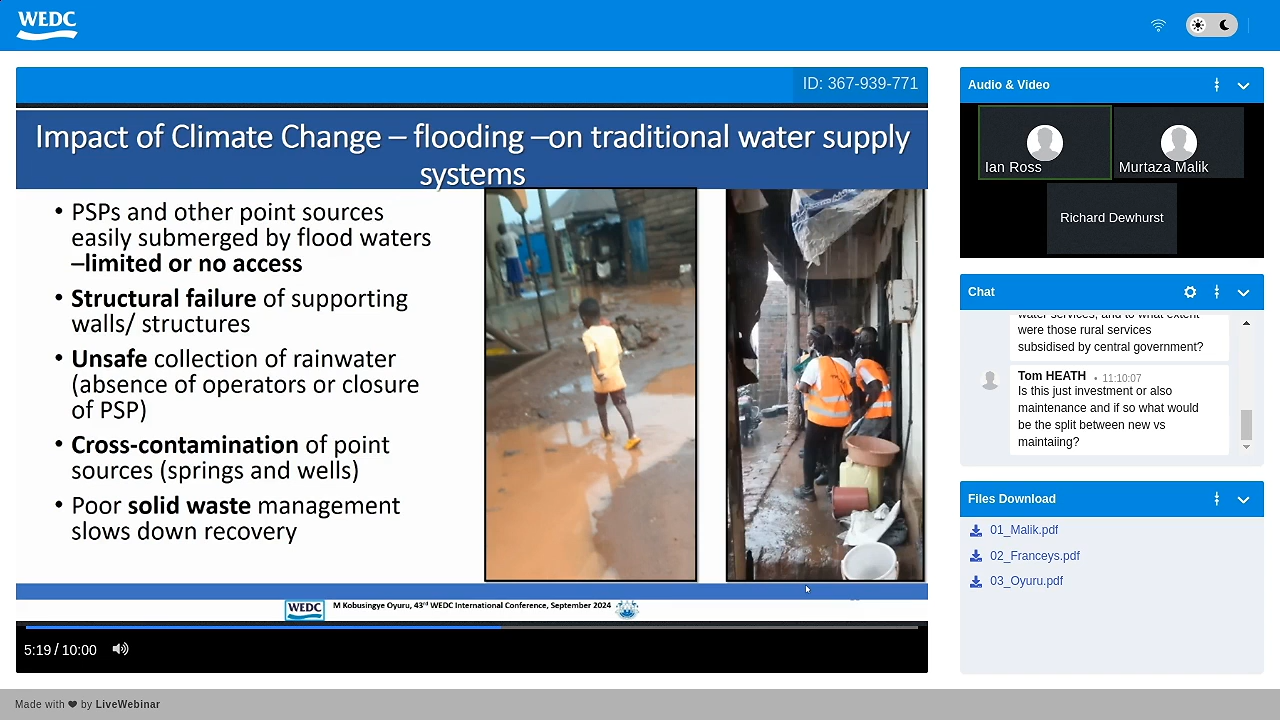 WEDC
ID: 367-939-771
Impact of Climate Change – flooding –on traditional water supply
systems
• PSPs and other point sources
easily submerged by flood waters
–limited or no access
• Structural failure of supporting
walls/ structures
• Unsafe collection of rainwater
(absence of operators or closure
of PSP)
• Cross-contamination of point
sources (springs and wells)
• Poor solid waste management
slows down recovery
WEDC
M Kobusingye Oyuru, 43rd WEDC International Conference, September 2024
5:19 / 10:00
Audio & Video
Ian Ross
Murtaza Malik
Richard Dewhurst
Chat
water services, and to what extent
were those rural services
subsidised by central government?
Tom HEATH • 11:10:07
Is this just investment or also
maintenance and if so what would
be the split between new vs
maintaiing?
Files Download
01_Malik.pdf
02_Franceys.pdf
03_Oyuru.pdf
Made with ❤ by LiveWebinar